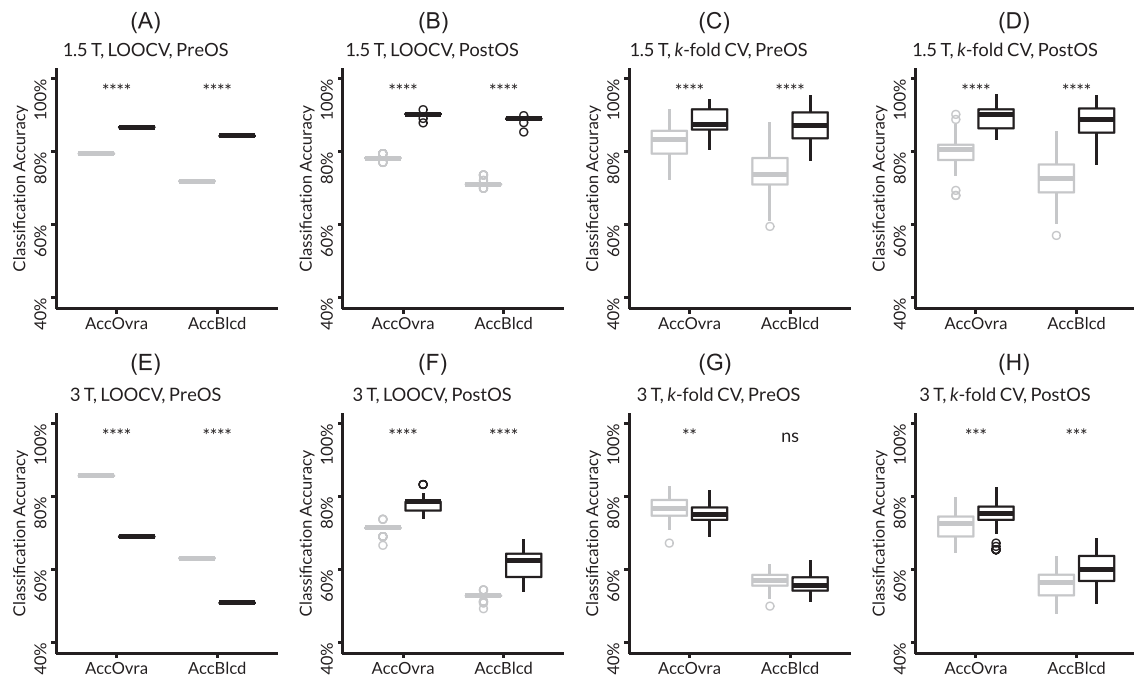 (A)
1.5 T, LOOCV, PreOS
Classification Accuracy
100%
80%
60%
40%
****
****
AccOvra
AccBlcd
(B)
1.5 T, LOOCV, PostOS
Classification Accuracy
100%
80%
60%
40%
****
****
AccOvra
AccBlcd
(C)
1.5 T, k-fold CV, PreOS
Classification Accuracy
100%
80%
60%
40%
****
****
AccOvra
AccBlcd
(D)
1.5 T, k-fold CV, PostOS
Classification Accuracy
100%
80%
60%
40%
****
****
AccOvra
AccBlcd
(E)
3 T, LOOCV, PreOS
Classification Accuracy
100%
80%
60%
40%
****
****
AccOvra
AccBlcd
(F)
3 T, LOOCV, PostOS
Classification Accuracy
100%
80%
60%
40%
****
****
AccOvra
AccBlcd
(G)
3 T, k-fold CV, PreOS
Classification Accuracy
100%
80%
60%
40%
**
ns
AccOvra
AccBlcd
(H)
3 T, k-fold CV, PostOS
Classification Accuracy
100%
80%
60%
40%
***
***
AccOvra
AccBlcd